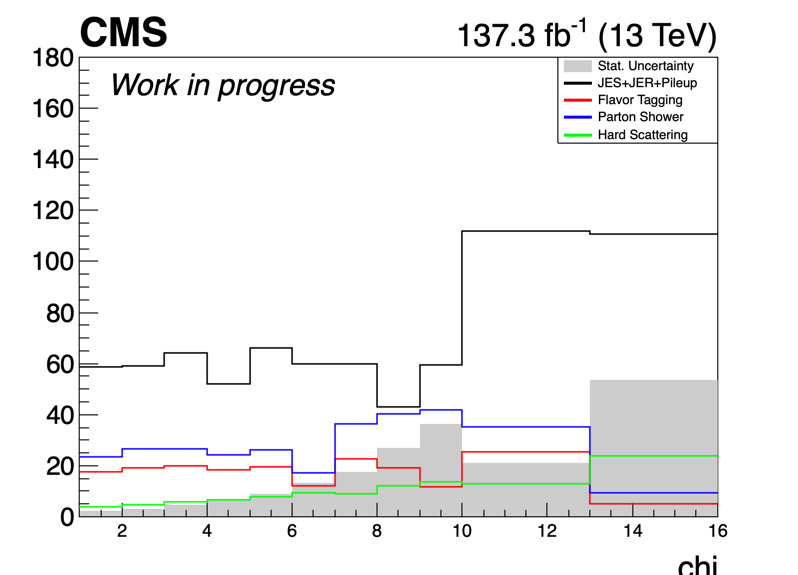 CMS 137.3 fb⁻¹ (13 TeV)
180
Work in progress
Stat. Uncertainty
JES+JER+Pileup
Flavor Tagging
Parton Shower
Hard Scattering
160
140
120
100
80
60
40
20
0
2 4 6 8 10 12 14 16
chi